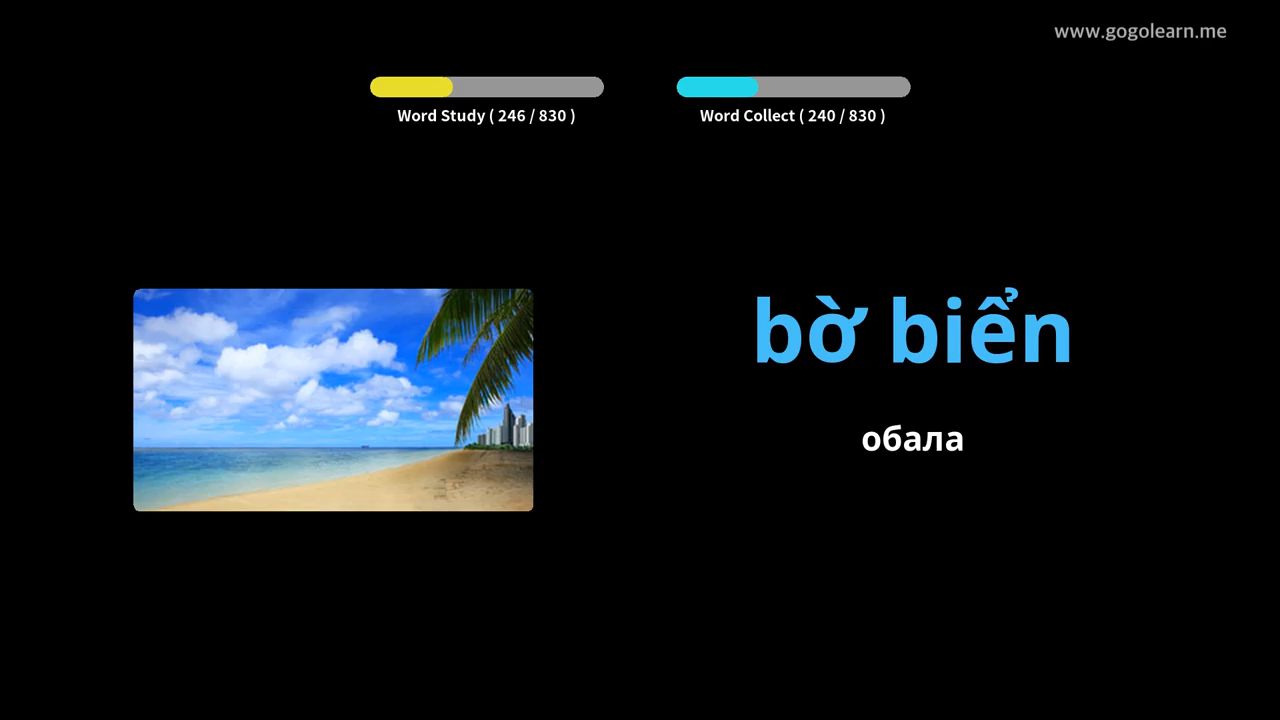 www.gogolearn.me
Word Study ( 246 / 830 )
Word Collect ( 240 / 830 )
bờ biển
обала